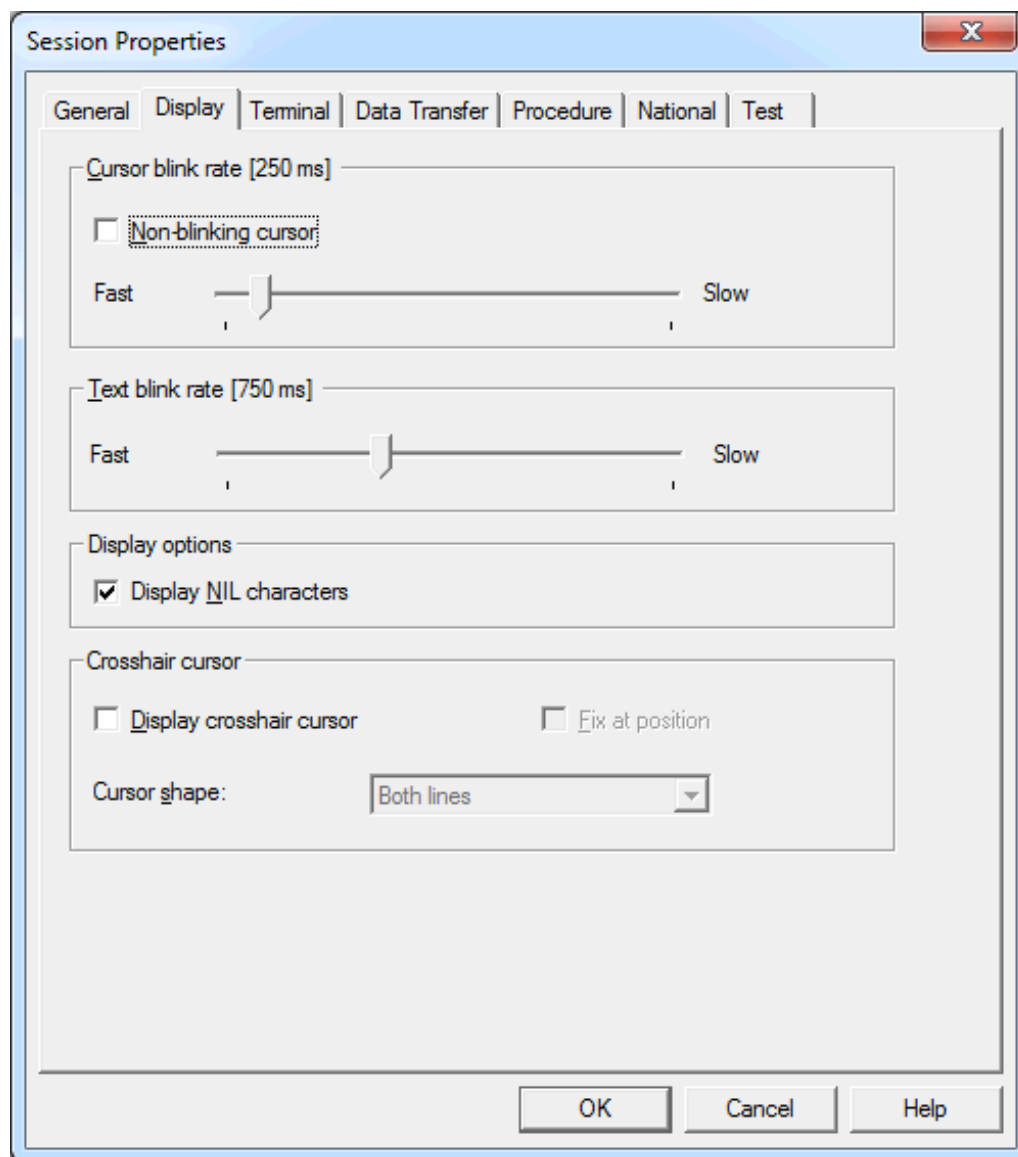 Session Properties
General Display Terminal Data Transfer Procedure National Test
Cursor blink rate [250 ms]
Non-blinking cursor
Fast Slow
Text blink rate [750 ms]
Fast Slow
Display options
Display NIL characters
Crosshair cursor
Display crosshair cursor Fix at position
Cursor shape: Both lines
OK Cancel Help